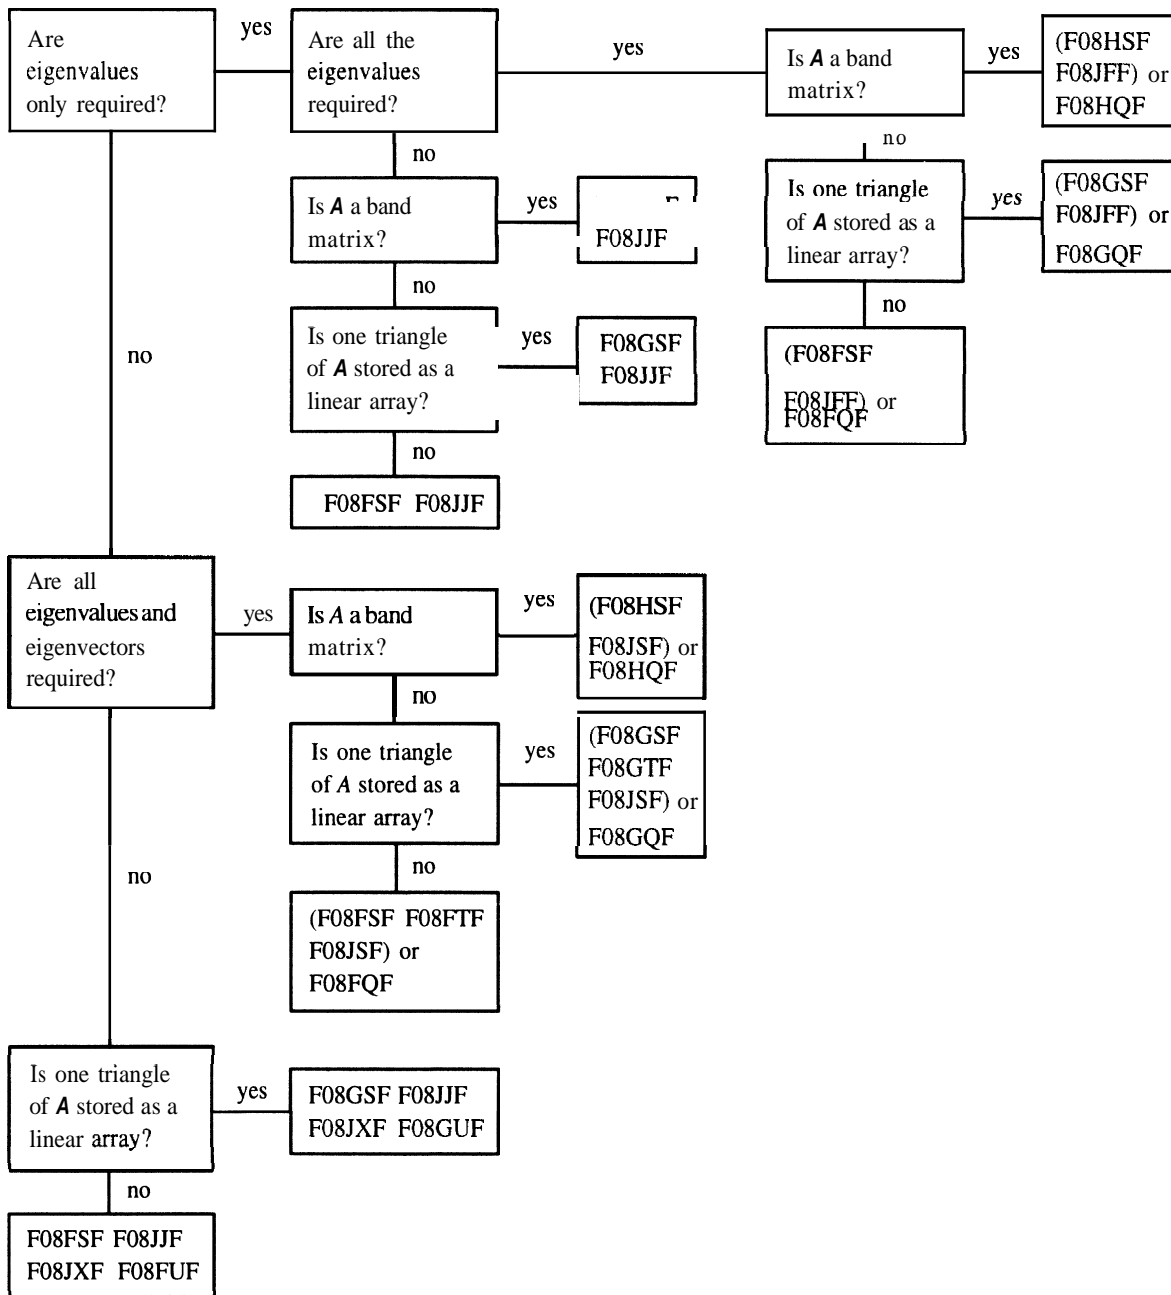 Are
eigenvalues
only required?
yes
Are all the
eigenvalues
required?
yes
Is A a band
matrix?
yes
(F08HSF
F08JFF) or
F08HQF
no
Is A a band
matrix?
yes
F08JJF
no
Is one triangle
of A stored as a
linear array?
yes
(F08GSF
F08JFF) or
F08GQF
no
Is one triangle
of A stored as a
linear array?
yes
F08GSF
F08JJF
no
(F08FSF
F08JFF) or
F08FQF
no
F08FSF F08JJF
no
Are all
eigenvalues and
eigenvectors
required?
yes
Is A a band
matrix?
yes
(F08HSF
F08JSF) or
F08HQF
no
Is one triangle
of A stored as a
linear array?
yes
(F08GSF
F08GTF
F08JSF) or
F08GQF
no
(F08FSF F08FTF
F08JSF) or
F08FQF
no
Is one triangle
of A stored as a
linear array?
yes
F08GSF F08JJF
F08JXF F08GUF
no
F08FSF F08JJF
F08JXF F08FUF